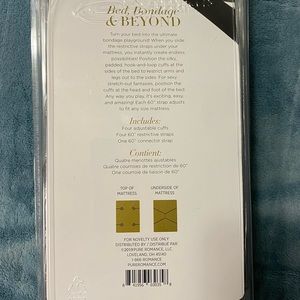 Bed, Bondage
& BEYOND
Turn your bed into the ultimate
bondage playground! When you slide
the restrictive straps under your
mattress, you instantly create endless
possibilities! Position the silky,
padded, hook-and-loop cuffs at the
sides of the bed to restrict arms and
legs out to the sides. For sexy
stretch-out fantasies, position the
cuffs at the head and foot of the bed.
Any way you play, it's exciting, easy,
and amazing! Each 60" strap adjusts
to fit any size mattress.
Includes:
Four adjustable cuffs
Four 60" restrictive straps
One 60" connector strap
Contient:
Quatre menottes ajustables
Quatre courroies de restriction de 60"
Une courroie de liaison de 60"
TOP OF
MATTRESS
UNDERSIDE OF
MATTRESS
FOR NOVELTY USE ONLY
DISTRIBUTED BY / DISTRIBUÉ PAR
©2019 PURE ROMANCE, LLC.
LOVELAND, OH 45140
1-866-ROMANCE
PUREROMANCE.COM